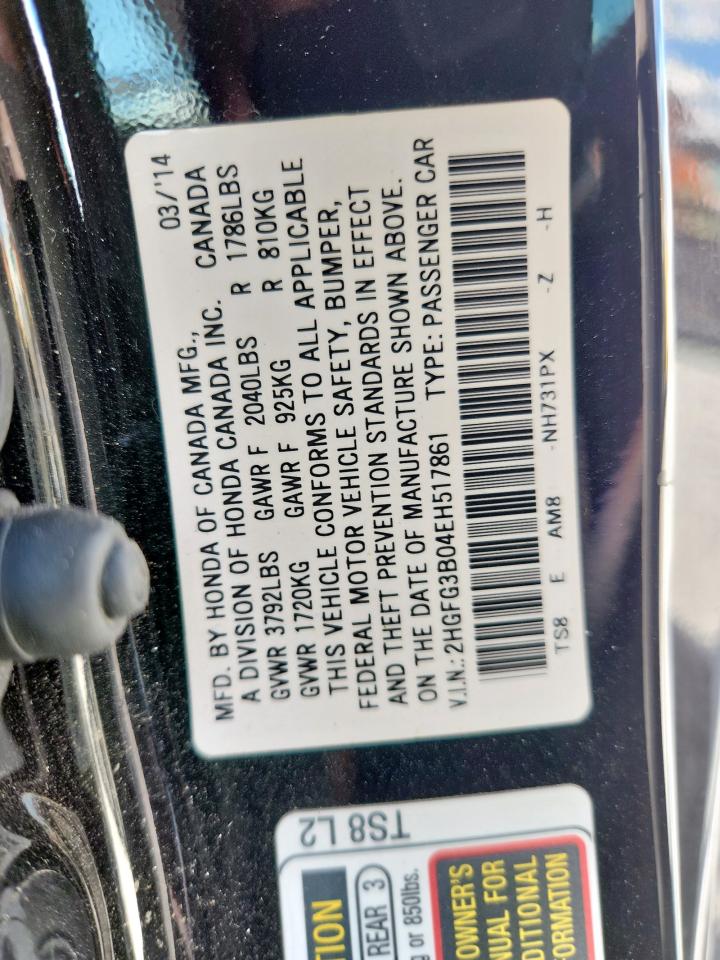 MFD. BY HONDA OF CANADA MFG., 03/'14
A DIVISION OF HONDA CANADA INC. CANADA
GVWR 3792LBS GAWR F 2040LBS R 1786LBS
GVWR 1720KG GAWR F 925KG R 810KG
THIS VEHICLE CONFORMS TO ALL APPLICABLE
FEDERAL MOTOR VEHICLE SAFETY, BUMPER,
AND THEFT PREVENTION STANDARDS IN EFFECT
ON THE DATE OF MANUFACTURE SHOWN ABOVE.
V.I.N.: 2HGFG3B04EH517861 TYPE: PASSENGER CAR
TS8 E AM8 -NH731PX -Z -H
TS8 L2
TION
REAR 3
g or 850lbs.
OWNER'S
NUAL FOR
DITIONAL
FORMATION